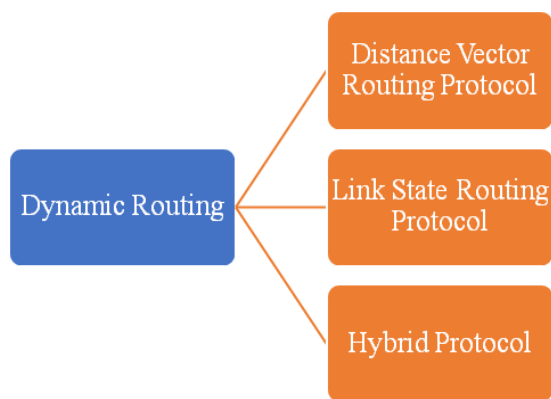 Distance Vector
Routing Protocol
Dynamic Routing
Link State Routing
Protocol
Hybrid Protocol